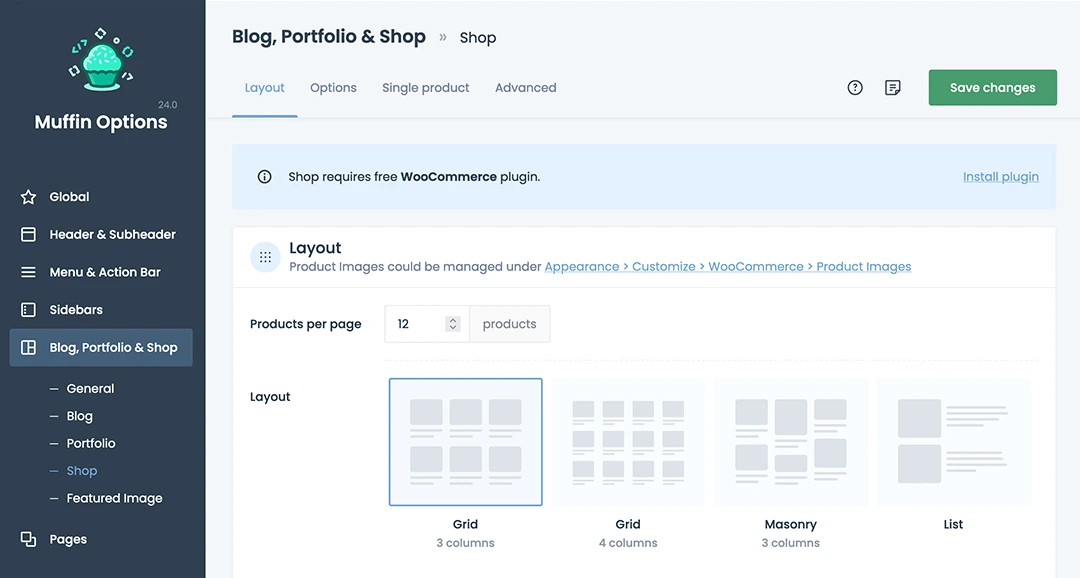 24.0
Muffin Options
Global
Header & Subheader
Menu & Action Bar
Sidebars
Blog, Portfolio & Shop
– General
– Blog
– Portfolio
– Shop
– Featured Image
Pages
Blog, Portfolio & Shop » Shop
Layout Options Single product Advanced
Save changes
Shop requires free WooCommerce plugin. Install plugin
Layout
Product Images could be managed under Appearance > Customize > WooCommerce > Product Images
Products per page 12 products
Layout
Grid Grid Masonry List
3 columns 4 columns 3 columns